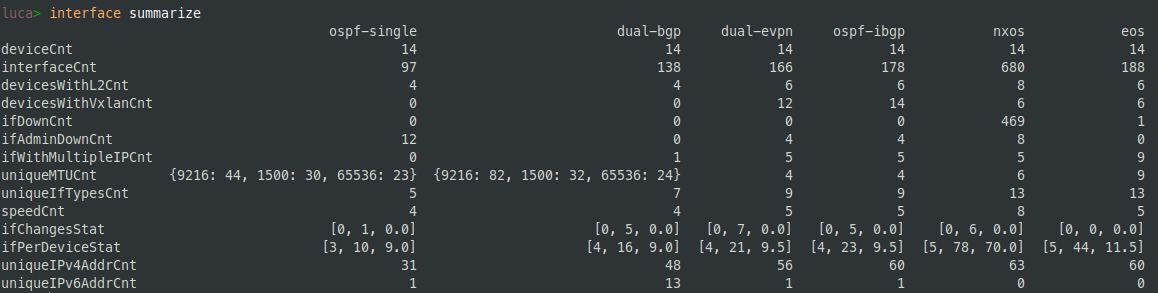 luca> interface summarize
ospf-single dual-bgp dual-evpn ospf-ibgp nxos eos
deviceCnt 14 14 14 14 14 14
interfaceCnt 97 138 166 178 680 188
devicesWithL2Cnt 4 4 6 6 8 6
devicesWithVxlanCnt 0 0 12 14 6 6
ifDownCnt 0 0 0 0 469 1
ifAdminDownCnt 12 0 4 4 8 0
ifWithMultipleIPCnt 0 1 5 5 5 9
uniqueMTUCnt {9216: 44, 1500: 30, 65536: 23} {9216: 82, 1500: 32, 65536: 24} 4 4 6 9
uniqueIfTypesCnt 5 7 9 9 13 13
speedCnt 4 4 5 5 8 5
ifChangesStat [0, 1, 0.0] [0, 5, 0.0] [0, 7, 0.0] [0, 5, 0.0] [0, 6, 0.0] [0, 0, 0.0]
ifPerDeviceStat [3, 10, 9.0] [4, 16, 9.0] [4, 21, 9.5] [4, 23, 9.5] [5, 78, 70.0] [5, 44, 11.5]
uniqueIPv4AddrCnt 31 48 56 60 63 60
uniqueIPv6AddrCnt 1 13 1 1 0 0